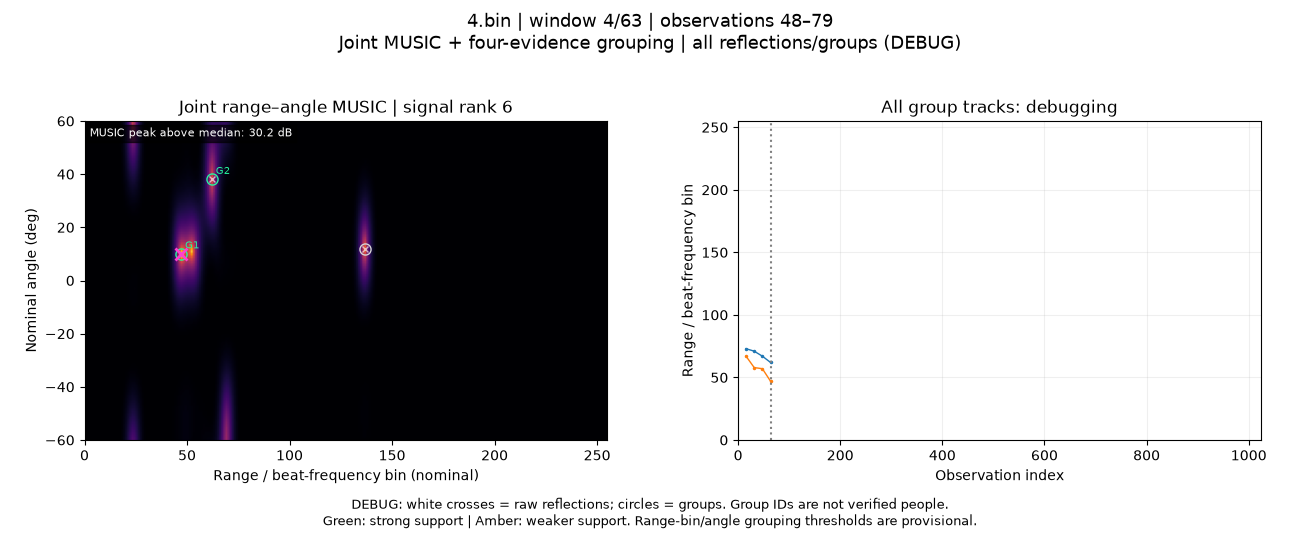 4.bin | window 4/63 | observations 48–79
Joint MUSIC + four-evidence grouping | all reflections/groups (DEBUG)
Joint range–angle MUSIC | signal rank 6
MUSIC peak above median: 30.2 dB
G2
G1
60
40
20
0
−20
−40
−60
Nominal angle (deg)
0
50
100
150
200
250
Range / beat-frequency bin (nominal)
All group tracks: debugging
250
200
150
100
50
0
Range / beat-frequency bin
0
200
400
600
800
1000
Observation index
DEBUG: white crosses = raw reflections; circles = groups. Group IDs are not verified people.
Green: strong support | Amber: weaker support. Range-bin/angle grouping thresholds are provisional.